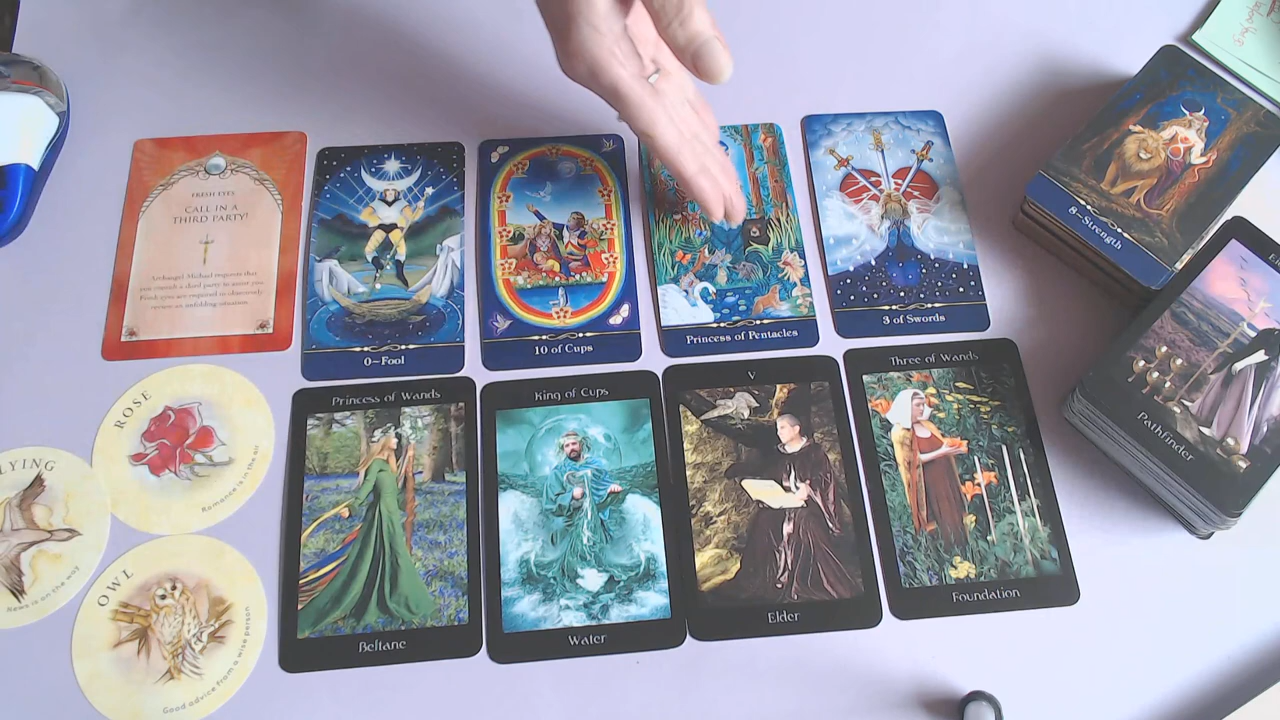 FRESH EYES
CALL IN A
THIRD PARTY!
Archangel Michael requests that
you consult a third party to assist you.
Fresh eyes are required to objectively
review an unfolding situation.
0~Fool
10 of Cups
Princess of Pentacles
3 of Swords
8~Strength
Pathfinder
ROSE
Romance is in the air
LYING
News is on the way
OWL
Good advice from a wise person
Princess of Wands
Beltane
King of Cups
Water
V
Elder
Three of Wands
Foundation